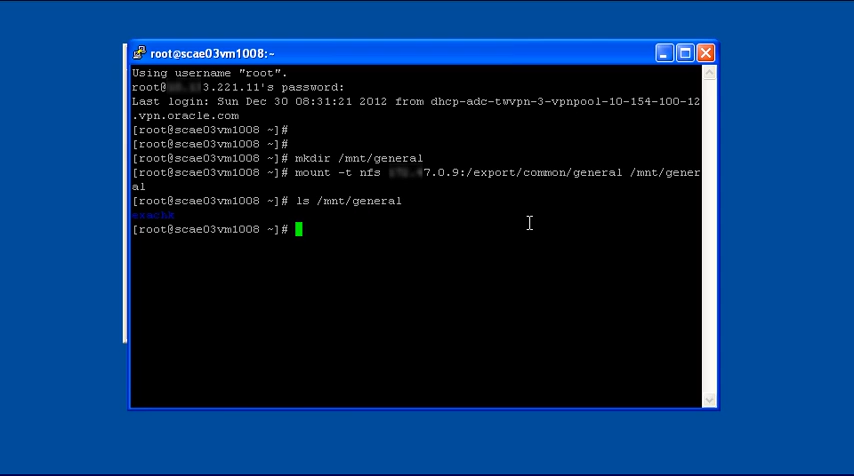 root@scae03vm1008:~
Using username "root".
root@ 3.221.11's password:
Last login: Sun Dec 30 08:31:21 2012 from dhcp-adc-twvpn-3-vpnpool-10-154-100-12
.vpn.oracle.com
[root@scae03vm1008 ~]#
[root@scae03vm1008 ~]#
[root@scae03vm1008 ~]# mkdir /mnt/general
[root@scae03vm1008 ~]# mount -t nfs 7.0.9:/export/common/general /mnt/gener
al
[root@scae03vm1008 ~]# ls /mnt/general
exachk
[root@scae03vm1008 ~]#